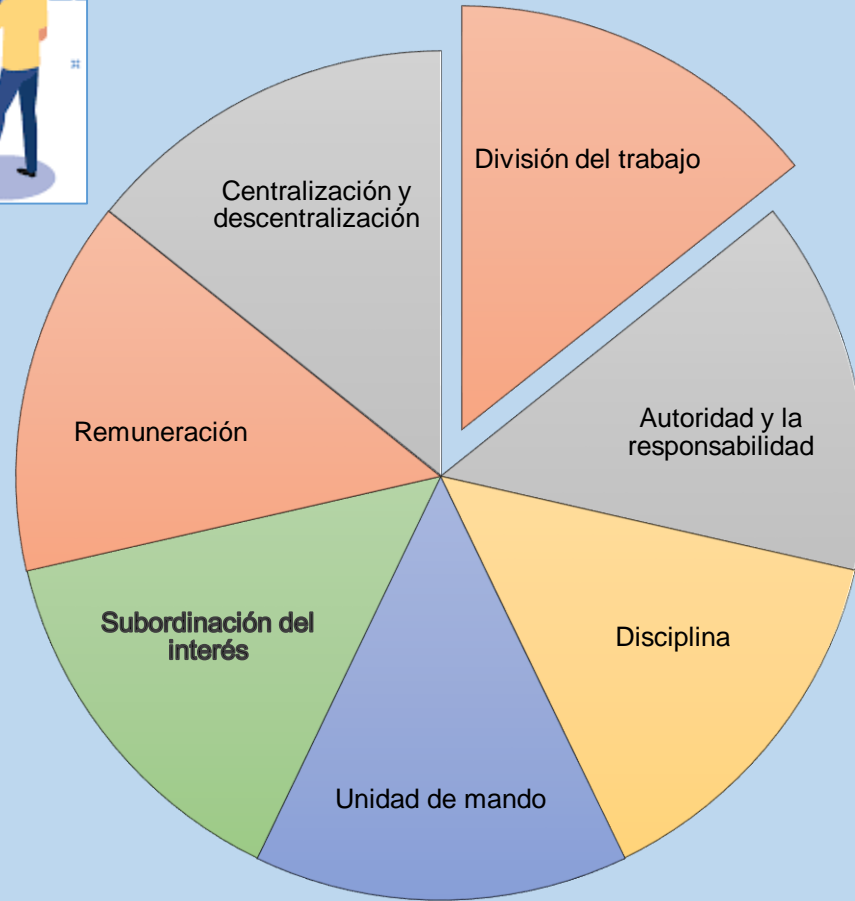 División del trabajo
Autoridad y la
responsabilidad
Disciplina
Unidad de mando
Subordinación del
interés
Remuneración
Centralización y
descentralización